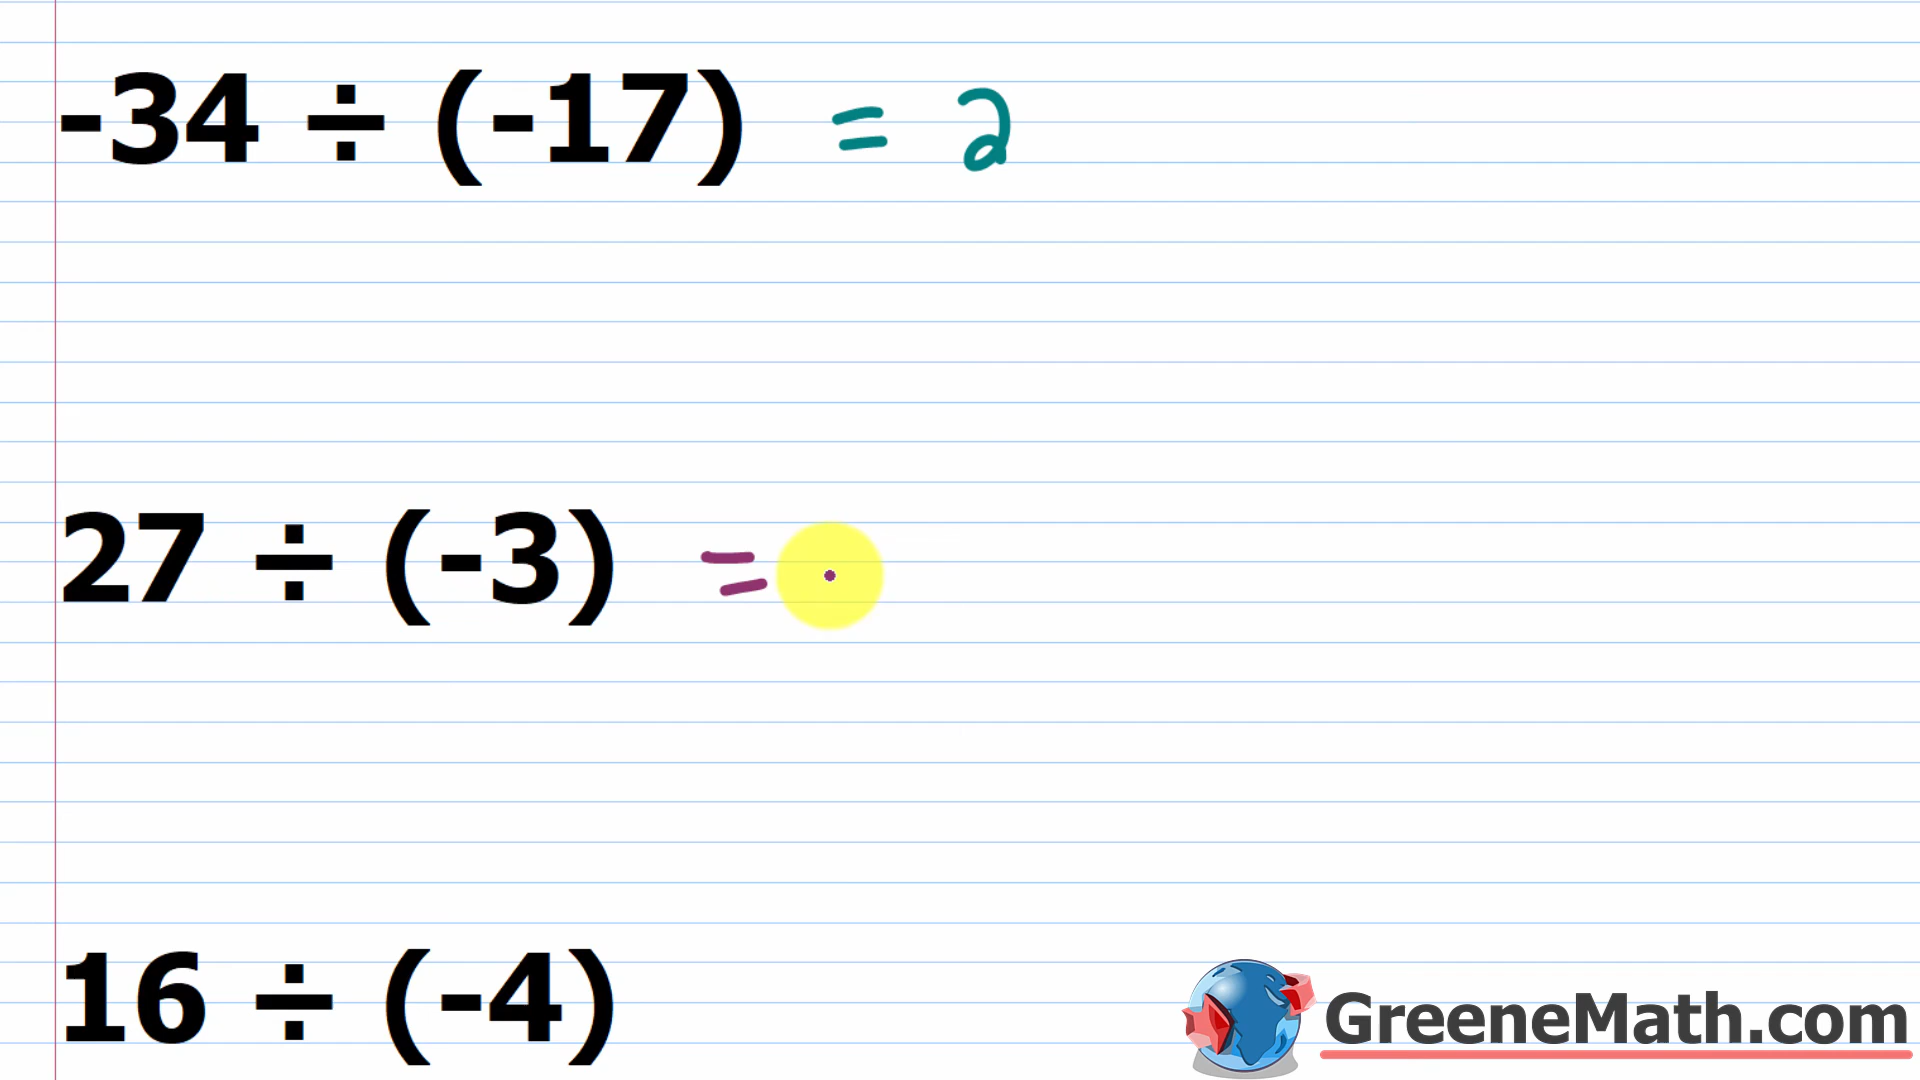 -34 ÷ (-17) = 2
27 ÷ (-3) =
16 ÷ (-4)
GreeneMath.com